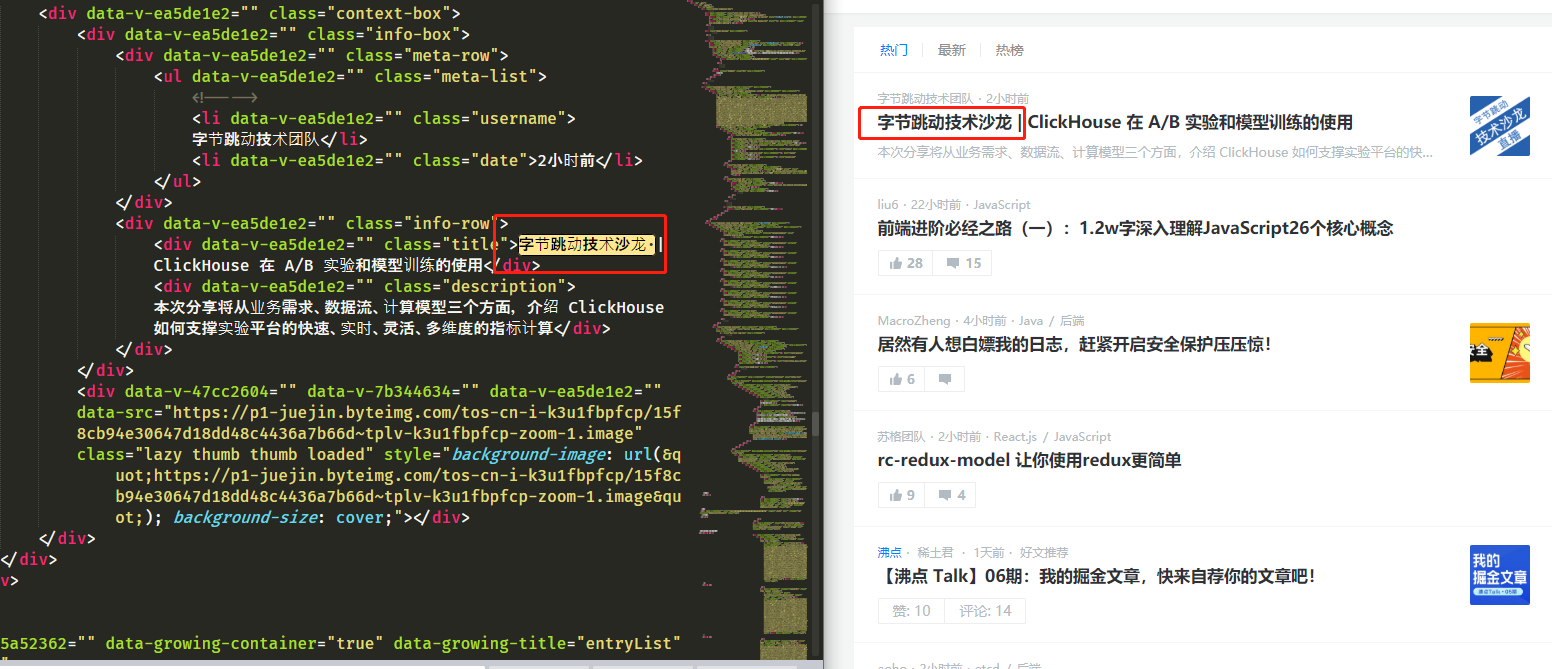 <div data-v-ea5de1e2="" class="context-box">
<div data-v-ea5de1e2="" class="info-box">
<div data-v-ea5de1e2="" class="meta-row">
<ul data-v-ea5de1e2="" class="meta-list">
<!---->
<li data-v-ea5de1e2="" class="username">
字节跳动技术团队</li>
<li data-v-ea5de1e2="" class="date">2小时前</li>
</ul>
</div>
<div data-v-ea5de1e2="" class="info-row">
<div data-v-ea5de1e2="" class="title">字节跳动技术沙龙·|
ClickHouse 在 A/B 实验和模型训练的使用</div>
<div data-v-ea5de1e2="" class="description">
本次分享将从业务需求、数据流、计算模型三个方面，介绍 ClickHouse
如何支撑实验平台的快速、实时、灵活、多维度的指标计算</div>
</div>
</div>
<div data-v-47cc2604="" data-v-7b344634="" data-v-ea5de1e2=""
data-src="https://p1-juejin.byteimg.com/tos-cn-i-k3u1fbpfcp/15f
8cb94e30647d18dd48c4436a7b66d~tplv-k3u1fbpfcp-zoom-1.image"
class="lazy thumb thumb loaded" style="background-image: url(&q
uot;https://p1-juejin.byteimg.com/tos-cn-i-k3u1fbpfcp/15f8c
b94e30647d18dd48c4436a7b66d~tplv-k3u1fbpfcp-zoom-1.image&qu
ot;); background-size: cover;"></div>
</div>
</div>
v>
5a52362="" data-growing-container="true" data-growing-title="entryList"
热门 最新 热榜
字节跳动技术团队 · 2小时前
字节跳动技术沙龙 | ClickHouse 在 A/B 实验和模型训练的使用
本次分享将从业务需求、数据流、计算模型三个方面，介绍 ClickHouse 如何支撑实验平台的快...
字节跳动
技术沙龙
直播
liu6 · 22小时前 · JavaScript
前端进阶必经之路（一）：1.2w字深入理解JavaScript26个核心概念
28 15
MacroZheng · 4小时前 · Java / 后端
居然有人想白嫖我的日志，赶紧开启安全保护压压惊！
6
安全
苏格团队 · 2小时前 · React.js / JavaScript
rc-redux-model 让你使用redux更简单
9 4
沸点 · 稀土君 · 1天前 · 好文推荐
【沸点 Talk】06期：我的掘金文章，快来自荐你的文章吧！
赞: 10 评论: 14
我的
掘金文章
沸点Talk·06期